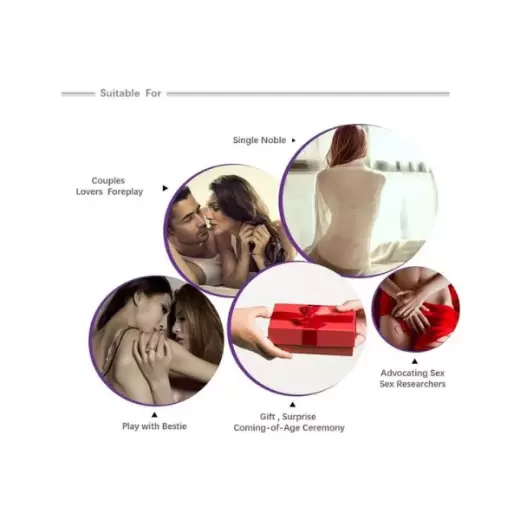 Suitable For
Single Noble
Couples
Lovers Foreplay
Play with Bestie
Gift , Surprise
Coming-of-Age Ceremony
Advocating Sex
Sex Researchers